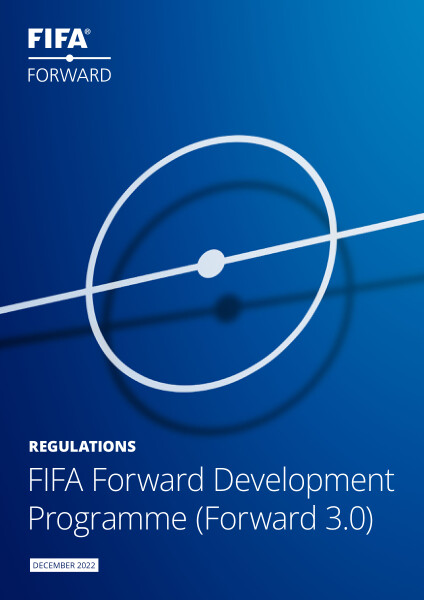 FIFA®
FORWARD
REGULATIONS
FIFA Forward Development
Programme (Forward 3.0)
DECEMBER 2022